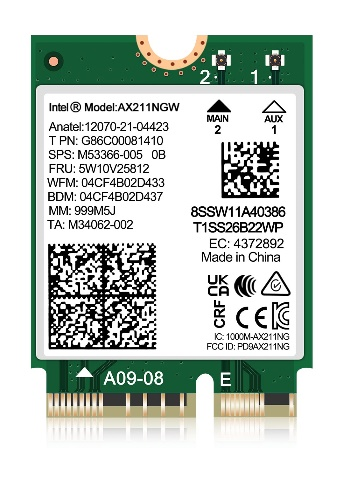 2 1
Intel® Model:AX211NGW
Anatel:12070-21-04423
T PN: G86C00081410
SPS: M53366-005 0B
FRU: 5W10V25812
WFM: 04CF4B02D433
BDM: 04CF4B02D437
MM: 999M5J
TA: M34062-002
MAIN
2
AUX
1
8SSW11A40386
T1SS26B22WP
EC: 4372892
Made in China
UK CA
CRF CE
IC: 1000M-AX211NG
FCC ID: PD9AX211NG
A09-08 E